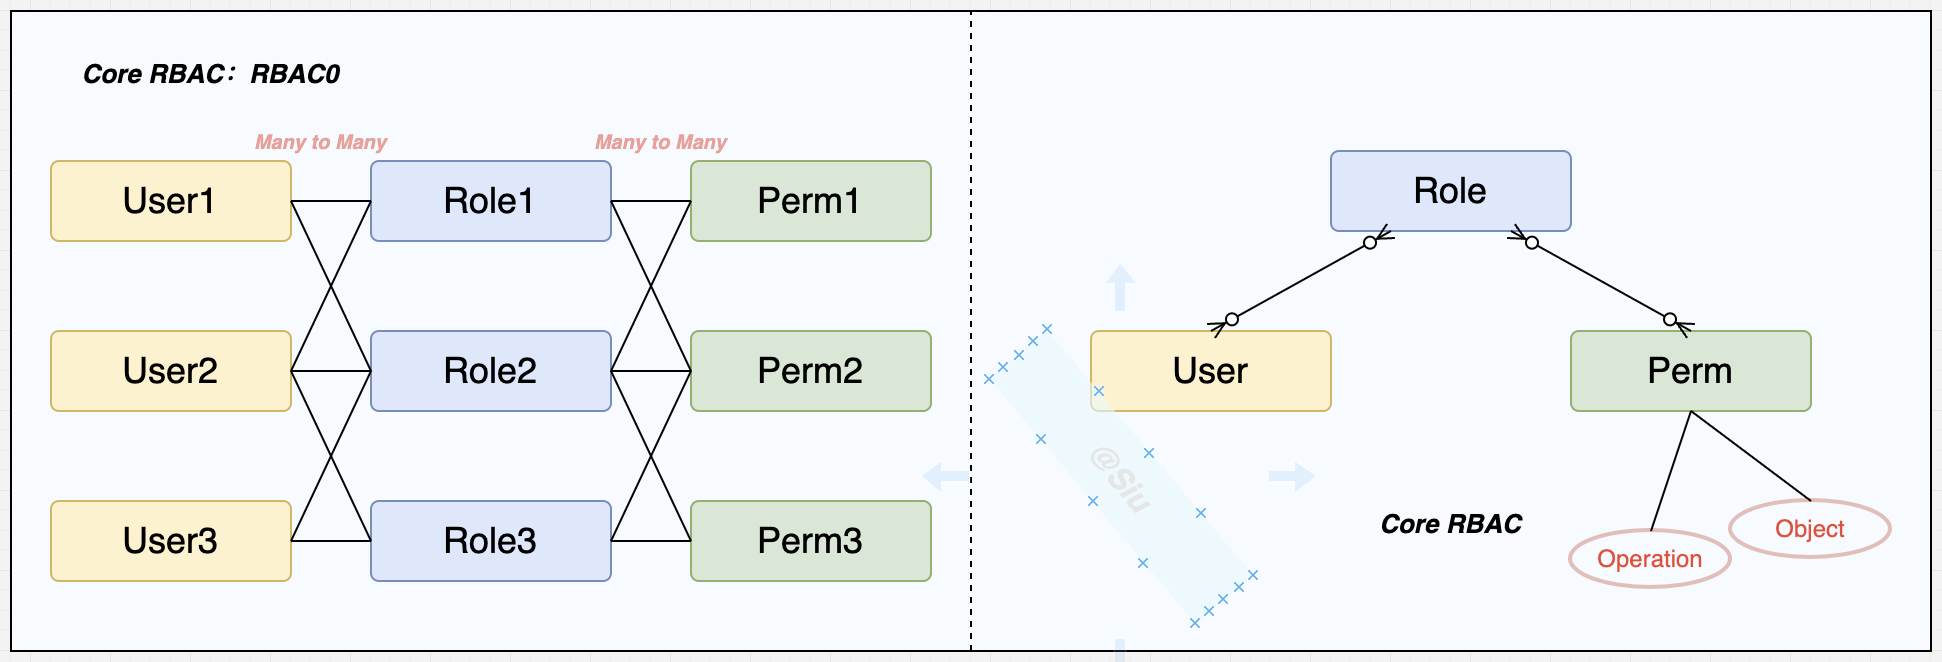 Core RBAC：RBAC0
Many to Many
Many to Many
User1
Role1
Perm1
User2
Role2
Perm2
User3
Role3
Perm3
Role
User
Perm
@Siu
Core RBAC
Object
Operation